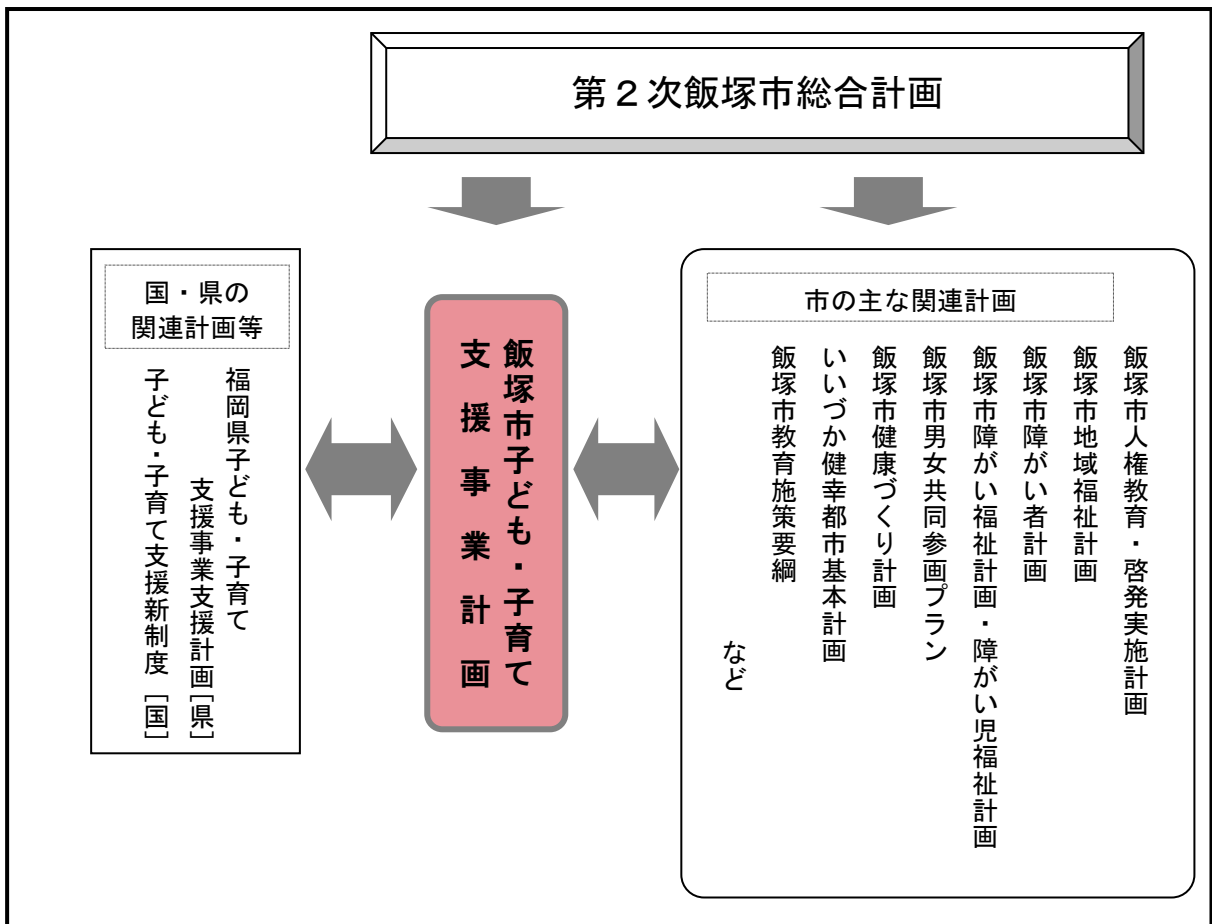 第２次飯塚市総合計画
国・県の
関連計画等
福岡県子ども・子育て
支援事業支援計画［県］
子ども・子育て支援新制度［国］
飯塚市子ども・子育て
支援事業計画
市の主な関連計画
飯塚市人権教育・啓発実施計画
飯塚市地域福祉計画
飯塚市障がい者計画
飯塚市障がい福祉計画・障がい児福祉計画
飯塚市男女共同参画プラン
飯塚市健康づくり計画
いいづか健幸都市基本計画
飯塚市教育施策要綱
など